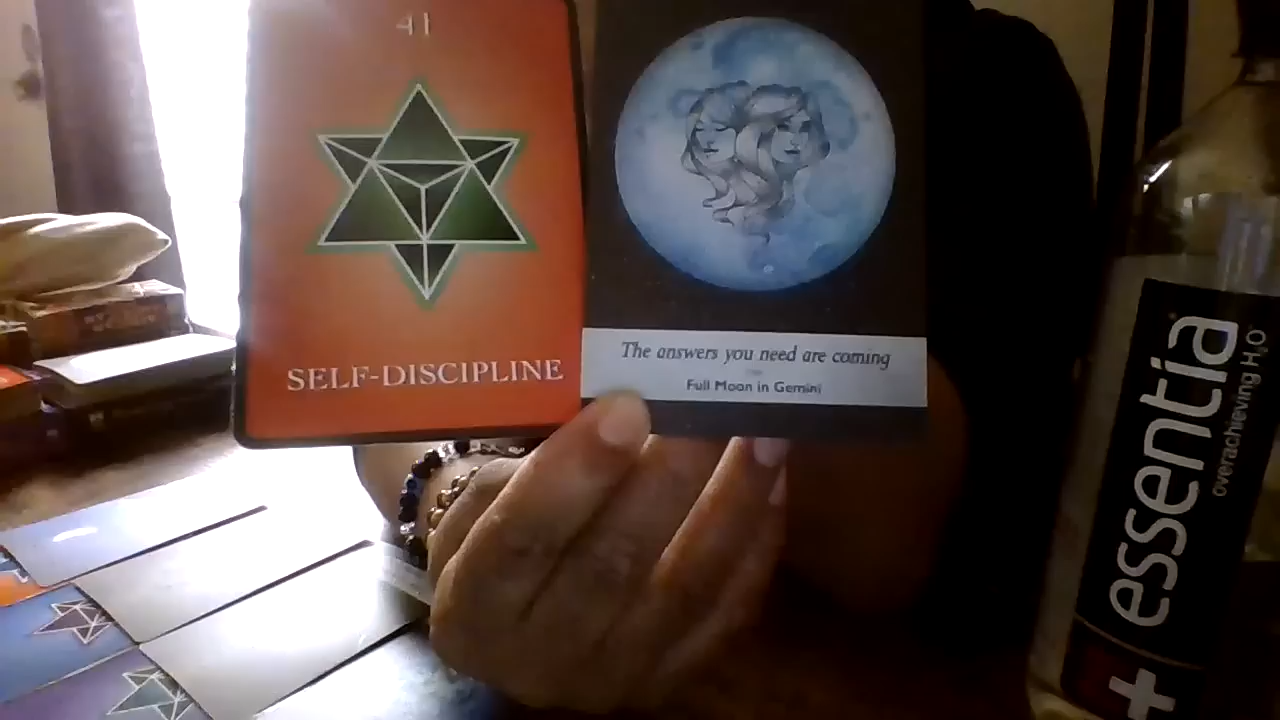 41
SELF-DISCIPLINE
The answers you need are coming
Full Moon in Gemini
essentia
overachieving H₂O